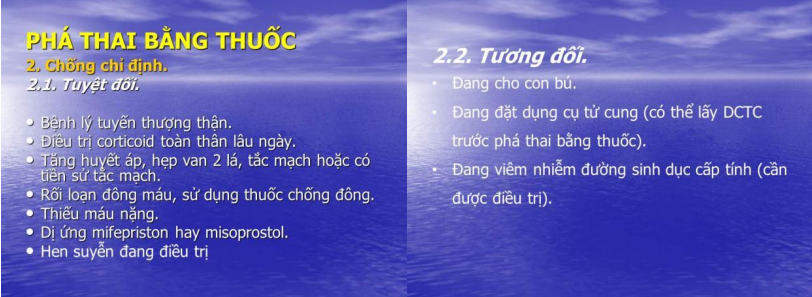 PHÁ THAI BẰNG THUỐC
2. Chống chỉ định.
2.1. Tuyệt đối.
• Bệnh lý tuyến thượng thận.
• Điều trị corticoid toàn thân lâu ngày.
• Tăng huyết áp, hẹp van 2 lá, tắc mạch hoặc có
tiền sử tắc mạch.
• Rối loạn đông máu, sử dụng thuốc chống đông.
• Thiếu máu nặng.
• Dị ứng mifepriston hay misoprostol.
• Hen suyễn đang điều trị
2.2. Tương đối.
• Đang cho con bú.
• Đang đặt dụng cụ tử cung (có thể lấy DCTC
trước phá thai bằng thuốc).
• Đang viêm nhiễm đường sinh dục cấp tính (cần
được điều trị).